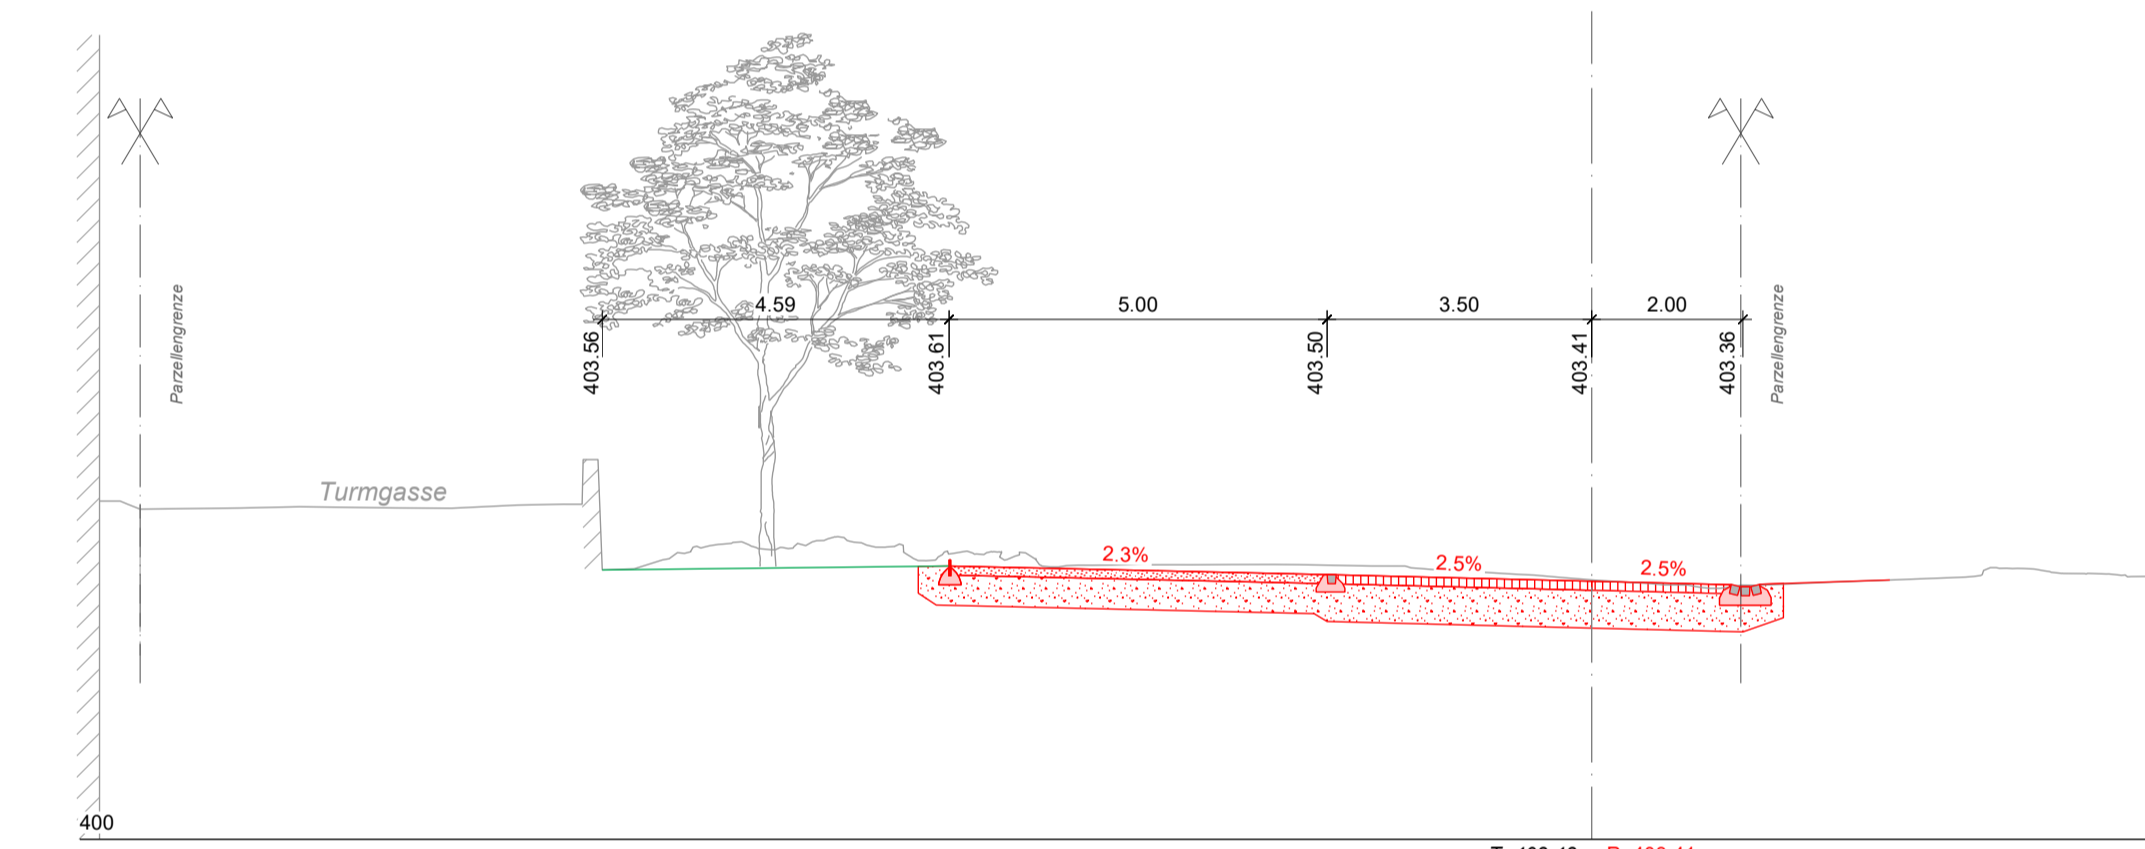 4.59 5.00 3.50 2.00
403.56 403.61 403.50 403.41 403.36
Parzellengrenze
Parzellengrenze
Turmgasse
2.3% 2.5% 2.5%
400